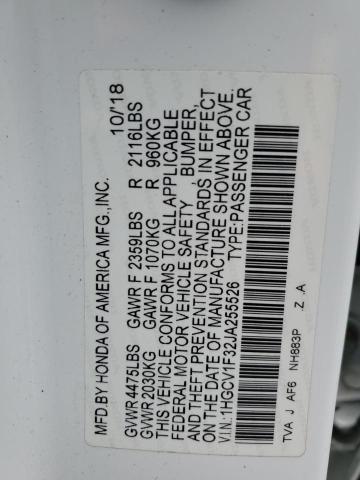 MFD.BY HONDA OF AMERICA MFG.,INC. 10/'18
GVWR 4475LBS GAWR F 2359LBS R 2116LBS
GVWR 2030KG GAWR F 1070KG R 960KG
THIS VEHICLE CONFORMS TO ALL APPLICABLE
FEDERAL MOTOR VEHICLE SAFETY BUMPER,
AND THEFT PREVENTION STANDARDS IN EFFECT
ON THE DATE OF MANUFACTURE SHOWN ABOVE.
V.I.N.:1HGCV1F32JA255526 TYPE:PASSENGER CAR
TVA J AF6 NH883P .Z .A